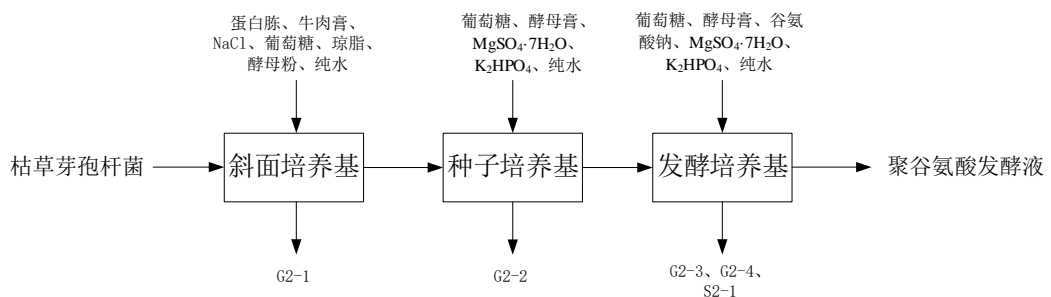 蛋白胨、牛肉膏、
NaCl、葡萄糖、琼脂、
酵母粉、纯水
葡萄糖、酵母膏、
MgSO₄·7H₂O、
K₂HPO₄、纯水
葡萄糖、酵母膏、谷氨
酸钠、MgSO₄·7H₂O、
K₂HPO₄、纯水
枯草芽孢杆菌
斜面培养基
种子培养基
发酵培养基
聚谷氨酸发酵液
G2-1
G2-2
G2-3、G2-4、
S2-1